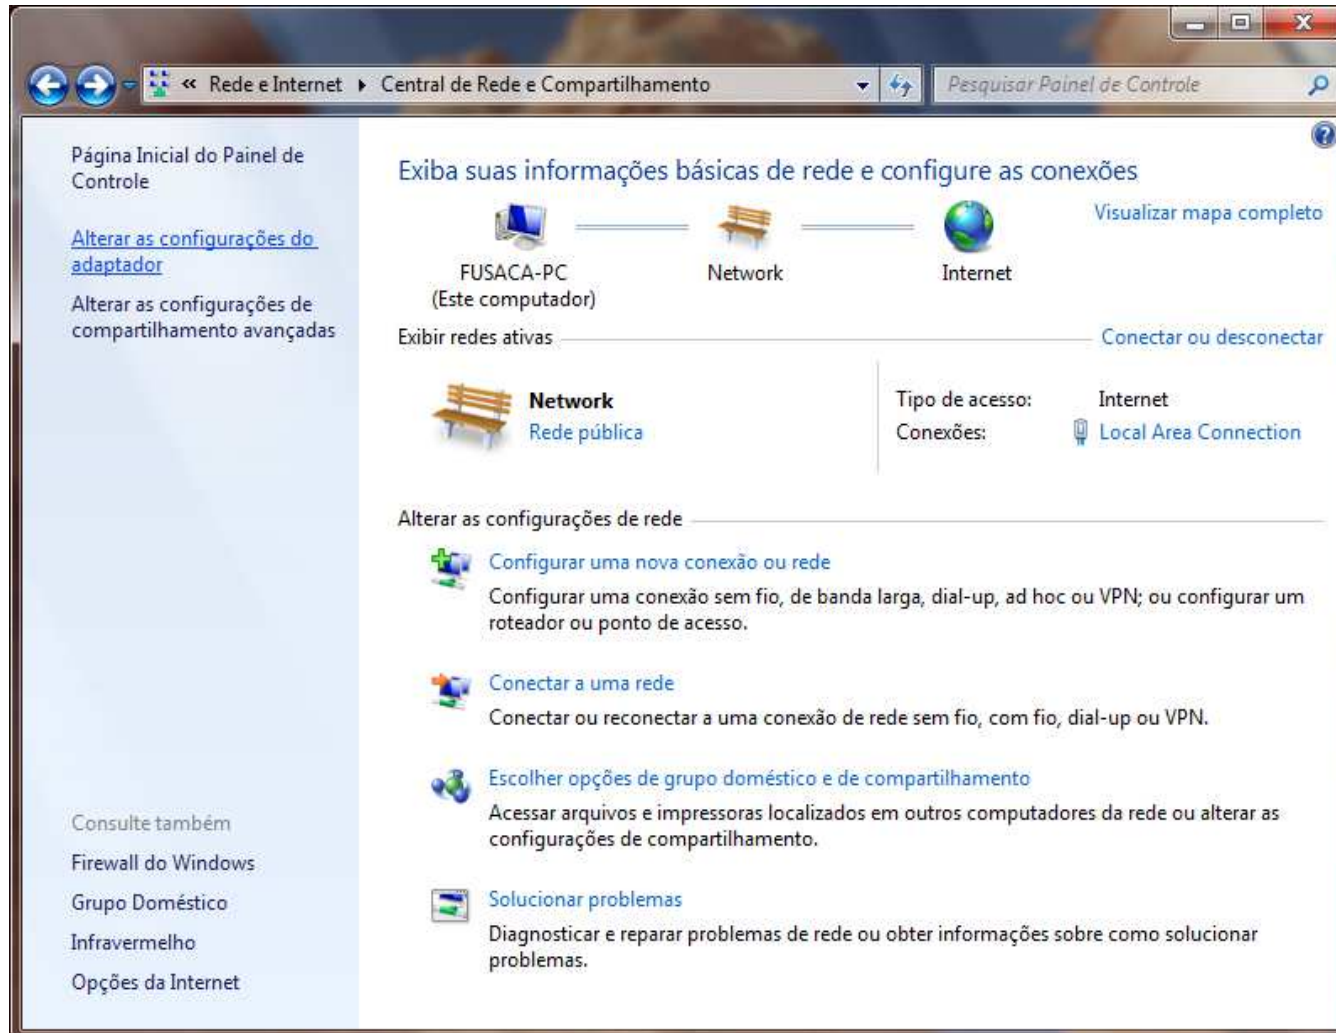 « Rede e Internet ▸ Central de Rede e Compartilhamento
Pesquisar Painel de Controle
Página Inicial do Painel de
Controle
Alterar as configurações do
adaptador
Alterar as configurações de
compartilhamento avançadas
Consulte também
Firewall do Windows
Grupo Doméstico
Infravermelho
Opções da Internet
Exiba suas informações básicas de rede e configure as conexões
Visualizar mapa completo
FUSACA-PC
(Este computador)
Network
Internet
Exibir redes ativas
Conectar ou desconectar
Network
Rede pública
Tipo de acesso: Internet
Conexões: Local Area Connection
Alterar as configurações de rede
Configurar uma nova conexão ou rede
Configurar uma conexão sem fio, de banda larga, dial-up, ad hoc ou VPN; ou configurar um
roteador ou ponto de acesso.
Conectar a uma rede
Conectar ou reconectar a uma conexão de rede sem fio, com fio, dial-up ou VPN.
Escolher opções de grupo doméstico e de compartilhamento
Acessar arquivos e impressoras localizados em outros computadores da rede ou alterar as
configurações de compartilhamento.
Solucionar problemas
Diagnosticar e reparar problemas de rede ou obter informações sobre como solucionar
problemas.